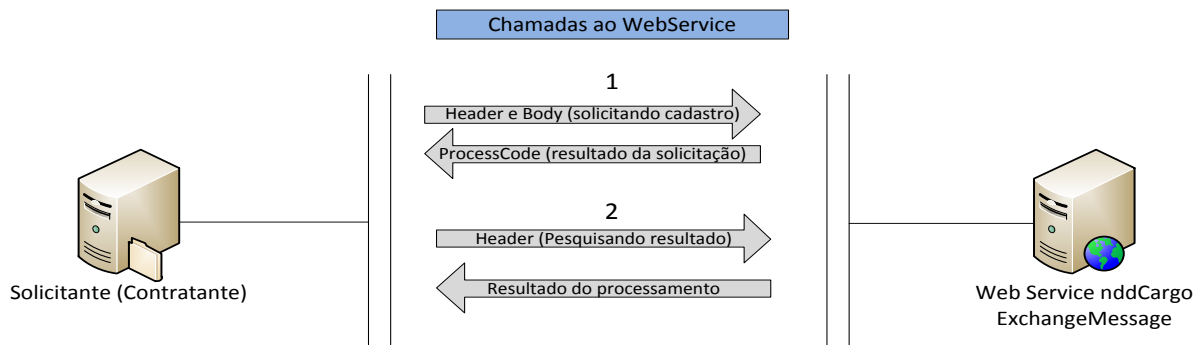 Chamadas ao WebService
1
Header e Body (solicitando cadastro)
ProcessCode (resultado da solicitação)
2
Header (Pesquisando resultado)
Resultado do processamento
Solicitante (Contratante)
Web Service nddCargo
ExchangeMessage